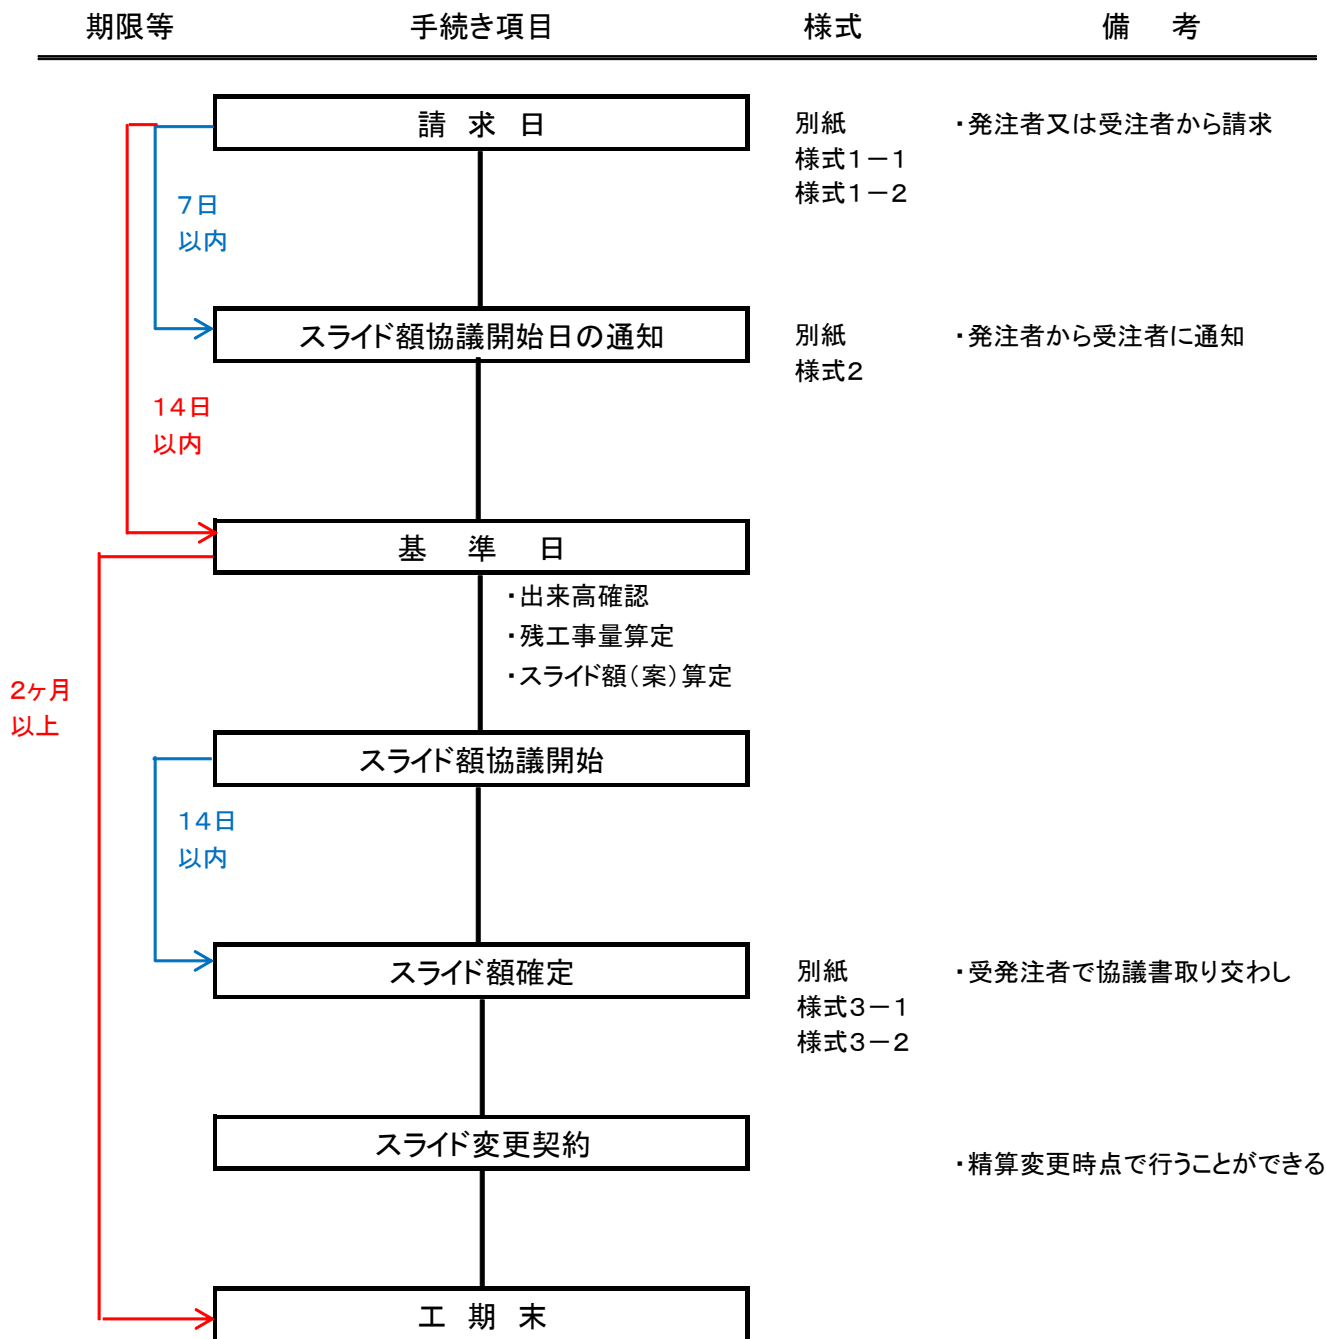 期限等 手続き項目 様式 備 考
請 求 日
別紙
様式1-1
様式1-2
・発注者又は受注者から請求
7日
以内
スライド額協議開始日の通知
別紙
様式2
・発注者から受注者に通知
14日
以内
基 準 日
・出来高確認
・残工事量算定
・スライド額(案)算定
2ヶ月
以上
スライド額協議開始
14日
以内
スライド額確定
別紙
様式3-1
様式3-2
・受発注者で協議書取り交わし
スライド変更契約
・精算変更時点で行うことができる
工 期 末